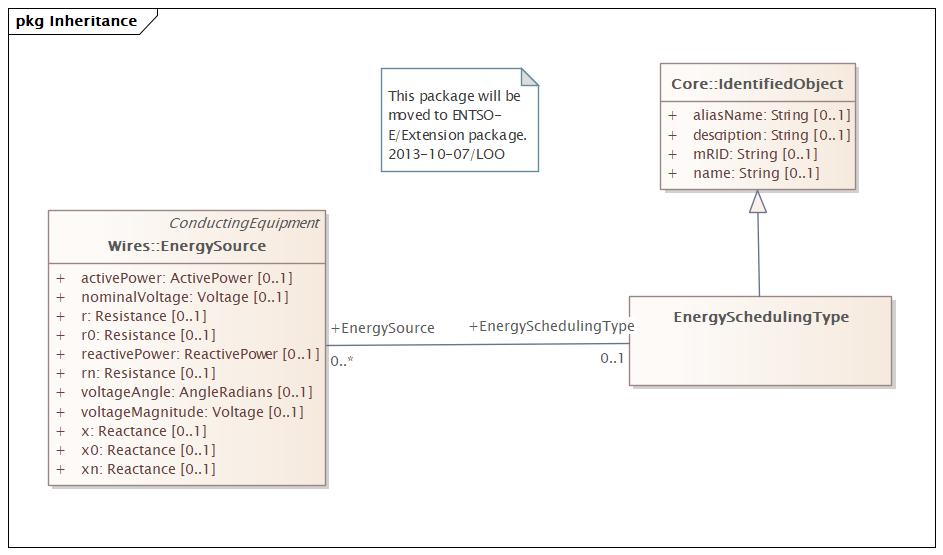 pkg Inheritance
This package will be
moved to ENTSO-
E/Extension package.
2013-10-07/LOO
Core::IdentifiedObject
+ aliasName: String [0..1]
+ description: String [0..1]
+ mRID: String [0..1]
+ name: String [0..1]
ConductingEquipment
Wires::EnergySource
+ activePower: ActivePower [0..1]
+ nominalVoltage: Voltage [0..1]
+ r: Resistance [0..1]
+ r0: Resistance [0..1]
+ reactivePower: ReactivePower [0..1]
+ rn: Resistance [0..1]
+ voltageAngle: AngleRadians [0..1]
+ voltageMagnitude: Voltage [0..1]
+ x: Reactance [0..1]
+ x0: Reactance [0..1]
+ xn: Reactance [0..1]
+EnergySource
0..*
+EnergySchedulingType
0..1
EnergySchedulingType